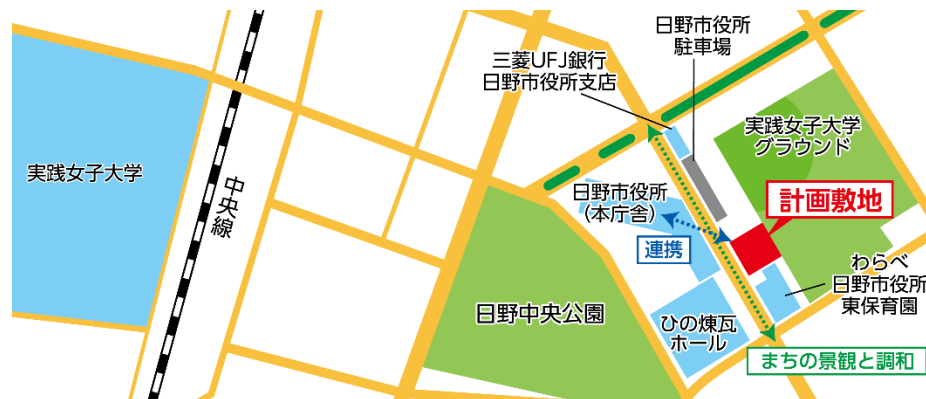 日野市役所
駐車場
三菱UFJ銀行
日野市役所支店
実践女子大学
グラウンド
実践女子大学
中央線
日野市役所
(本庁舎)
計画敷地
連携
わらべ
日野市役所
東保育園
日野中央公園
ひの煉瓦
ホール
まちの景観と調和